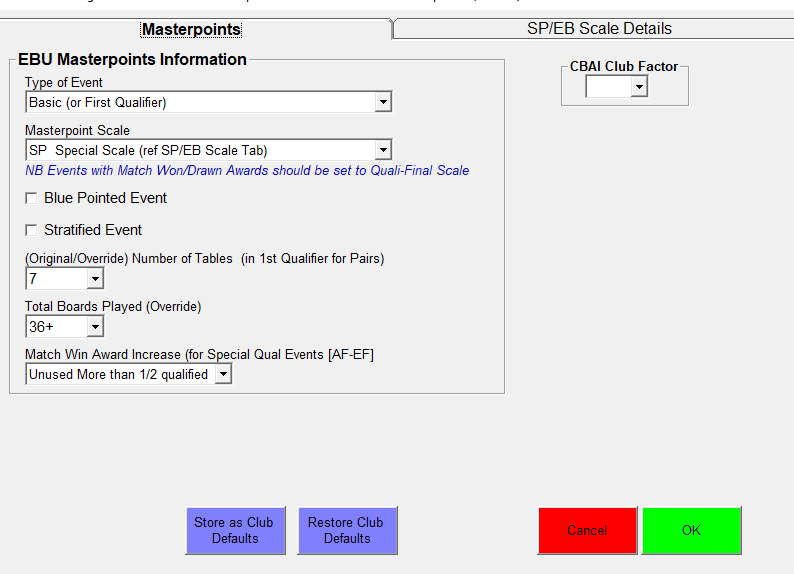 Masterpoints
SP/EB Scale Details
EBU Masterpoints Information
CBAI Club Factor
Type of Event
Basic (or First Qualifier)
Masterpoint Scale
SP Special Scale (ref SP/EB Scale Tab)
NB Events with Match Won/Drawn Awards should be set to Quali-Final Scale
Blue Pointed Event
Stratified Event
(Original/Override) Number of Tables (in 1st Qualifier for Pairs)
7
Total Boards Played (Override)
36+
Match Win Award Increase (for Special Qual Events [AF-EF]
Unused More than 1/2 qualified
Store as Club
Defaults
Restore Club
Defaults
Cancel
OK